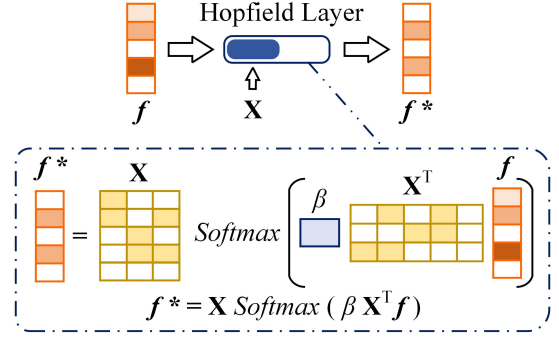 Hopfield Layer
f
X
f *
f *
X
=
Softmax
β
X^T
f
f * = X Softmax ( β X^T f )